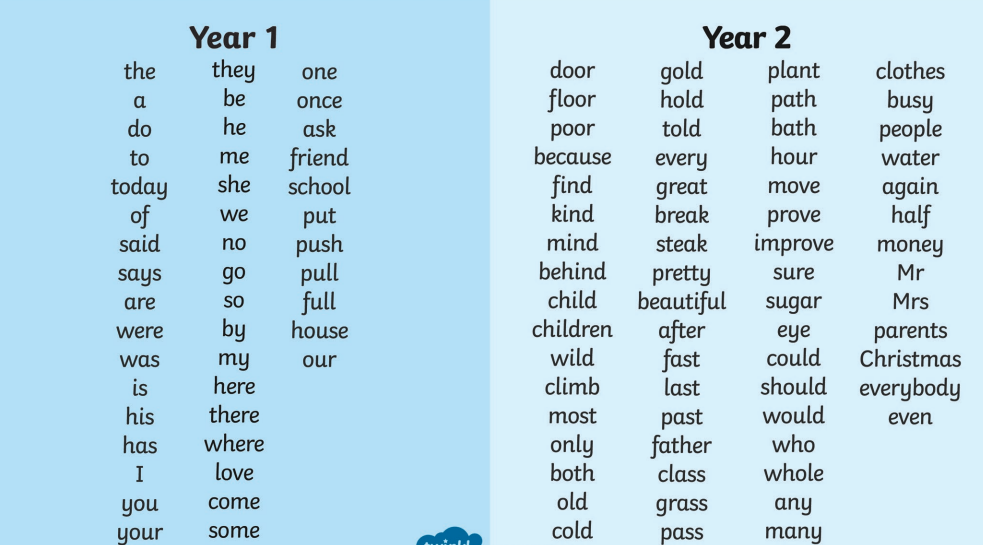 Year 1
the they one
a be once
do he ask
to me friend
today she school
of we put
said no push
says go pull
are so full
were by house
was my our
is here
his there
has where
I love
you come
your some
Year 2
door gold plant clothes
floor hold path busy
poor told bath people
because every hour water
find great move again
kind break prove half
mind steak improve money
behind pretty sure Mr
child beautiful sugar Mrs
children after eye parents
wild fast could Christmas
climb last should everybody
most past would even
only father who
both class whole
old grass any
cold pass many